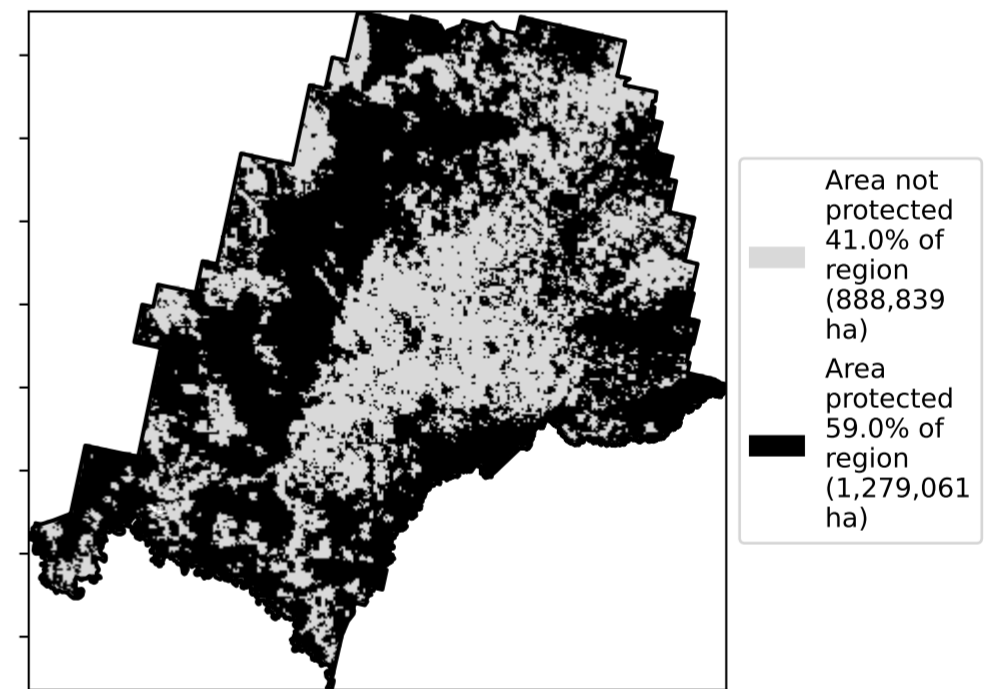 Area not
protected
41.0% of
region
(888,839
ha)
Area
protected
59.0% of
region
(1,279,061
ha)